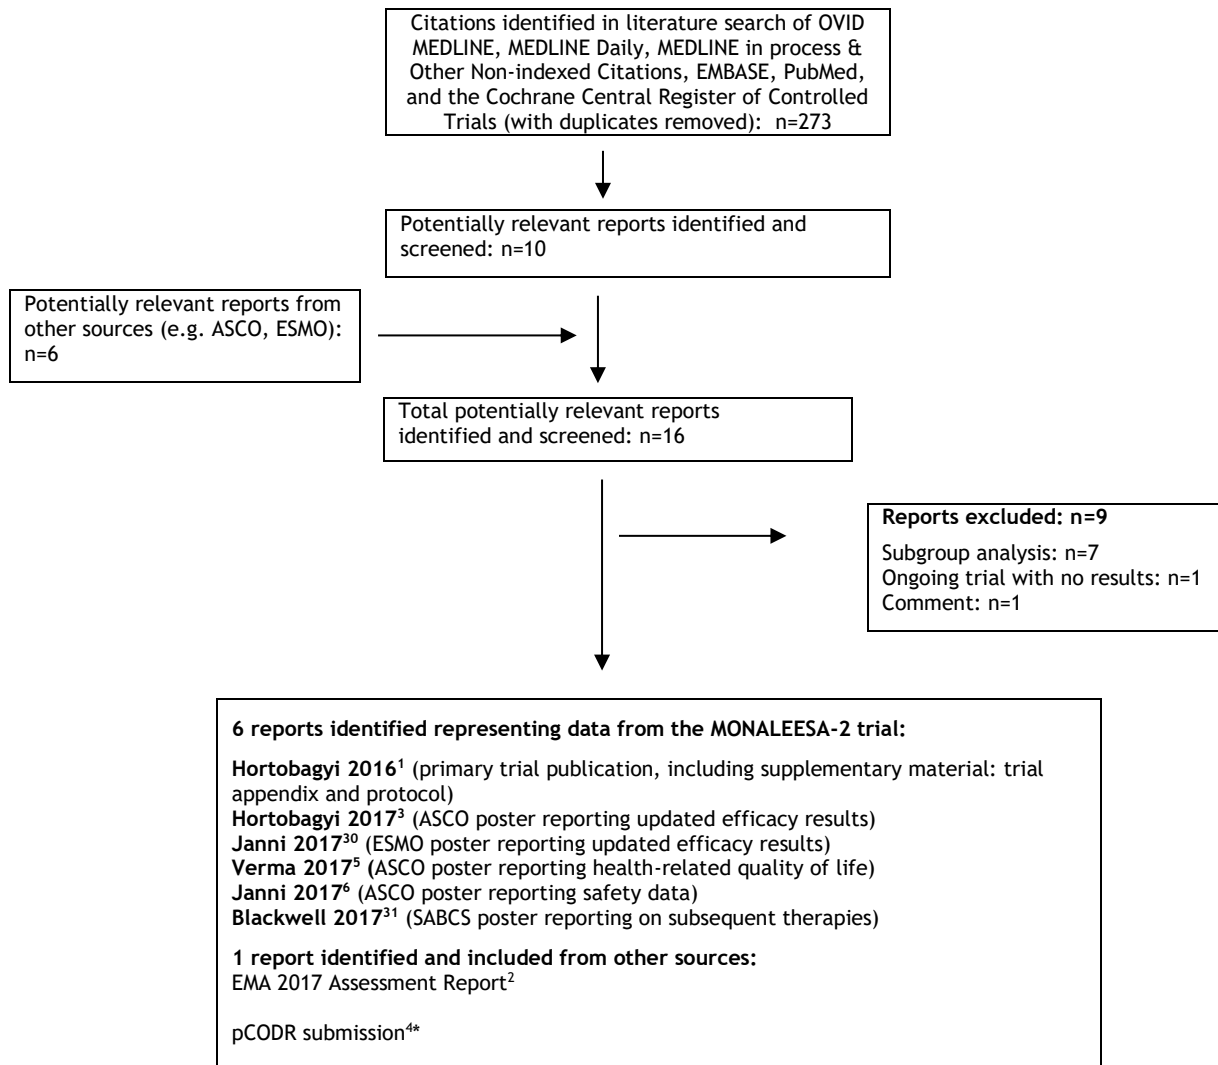 Citations identified in literature search of OVID
MEDLINE, MEDLINE Daily, MEDLINE in process &
Other Non-indexed Citations, EMBASE, PubMed,
and the Cochrane Central Register of Controlled
Trials (with duplicates removed): n=273
Potentially relevant reports identified and
screened: n=10
Potentially relevant reports from
other sources (e.g. ASCO, ESMO):
n=6
Total potentially relevant reports
identified and screened: n=16
Reports excluded: n=9
Subgroup analysis: n=7
Ongoing trial with no results: n=1
Comment: n=1
6 reports identified representing data from the MONALEESA-2 trial:
Hortobagyi 2016¹ (primary trial publication, including supplementary material: trial
appendix and protocol)
Hortobagyi 2017³ (ASCO poster reporting updated efficacy results)
Janni 2017³⁰ (ESMO poster reporting updated efficacy results)
Verma 2017⁵ (ASCO poster reporting health-related quality of life)
Janni 2017⁶ (ASCO poster reporting safety data)
Blackwell 2017³¹ (SABCS poster reporting on subsequent therapies)
1 report identified and included from other sources:
EMA 2017 Assessment Report²
pCODR submission⁴*